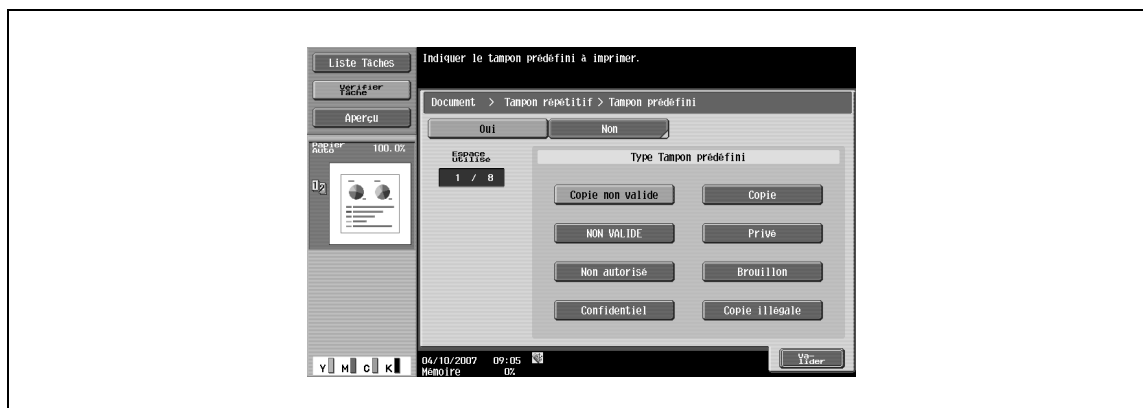 Liste Tâches
Vérifier
Tâche
Aperçu
Papier
Auto 100.0%
Indiquer le tampon prédéfini à imprimer.
Document > Tampon répétitif > Tampon prédéfini
Oui Non
Espace
utilisé
1 / 8
Type Tampon prédéfini
Copie non valide Copie
NON VALIDE Privé
Non autorisé Brouillon
Confidentiel Copie illégale
Y M C K
04/10/2007 09:05
Mémoire 0%
Va-
lider